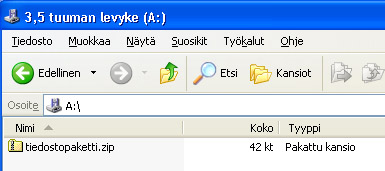 3,5 tuuman levyke (A:)
Tiedosto Muokkaa Näytä Suosikit Työkalut Ohje
Edellinen Etsi Kansiot
Osoite A:\
Nimi Koko Tyyppi
tiedostopaketti.zip 42 kt Pakattu kansio